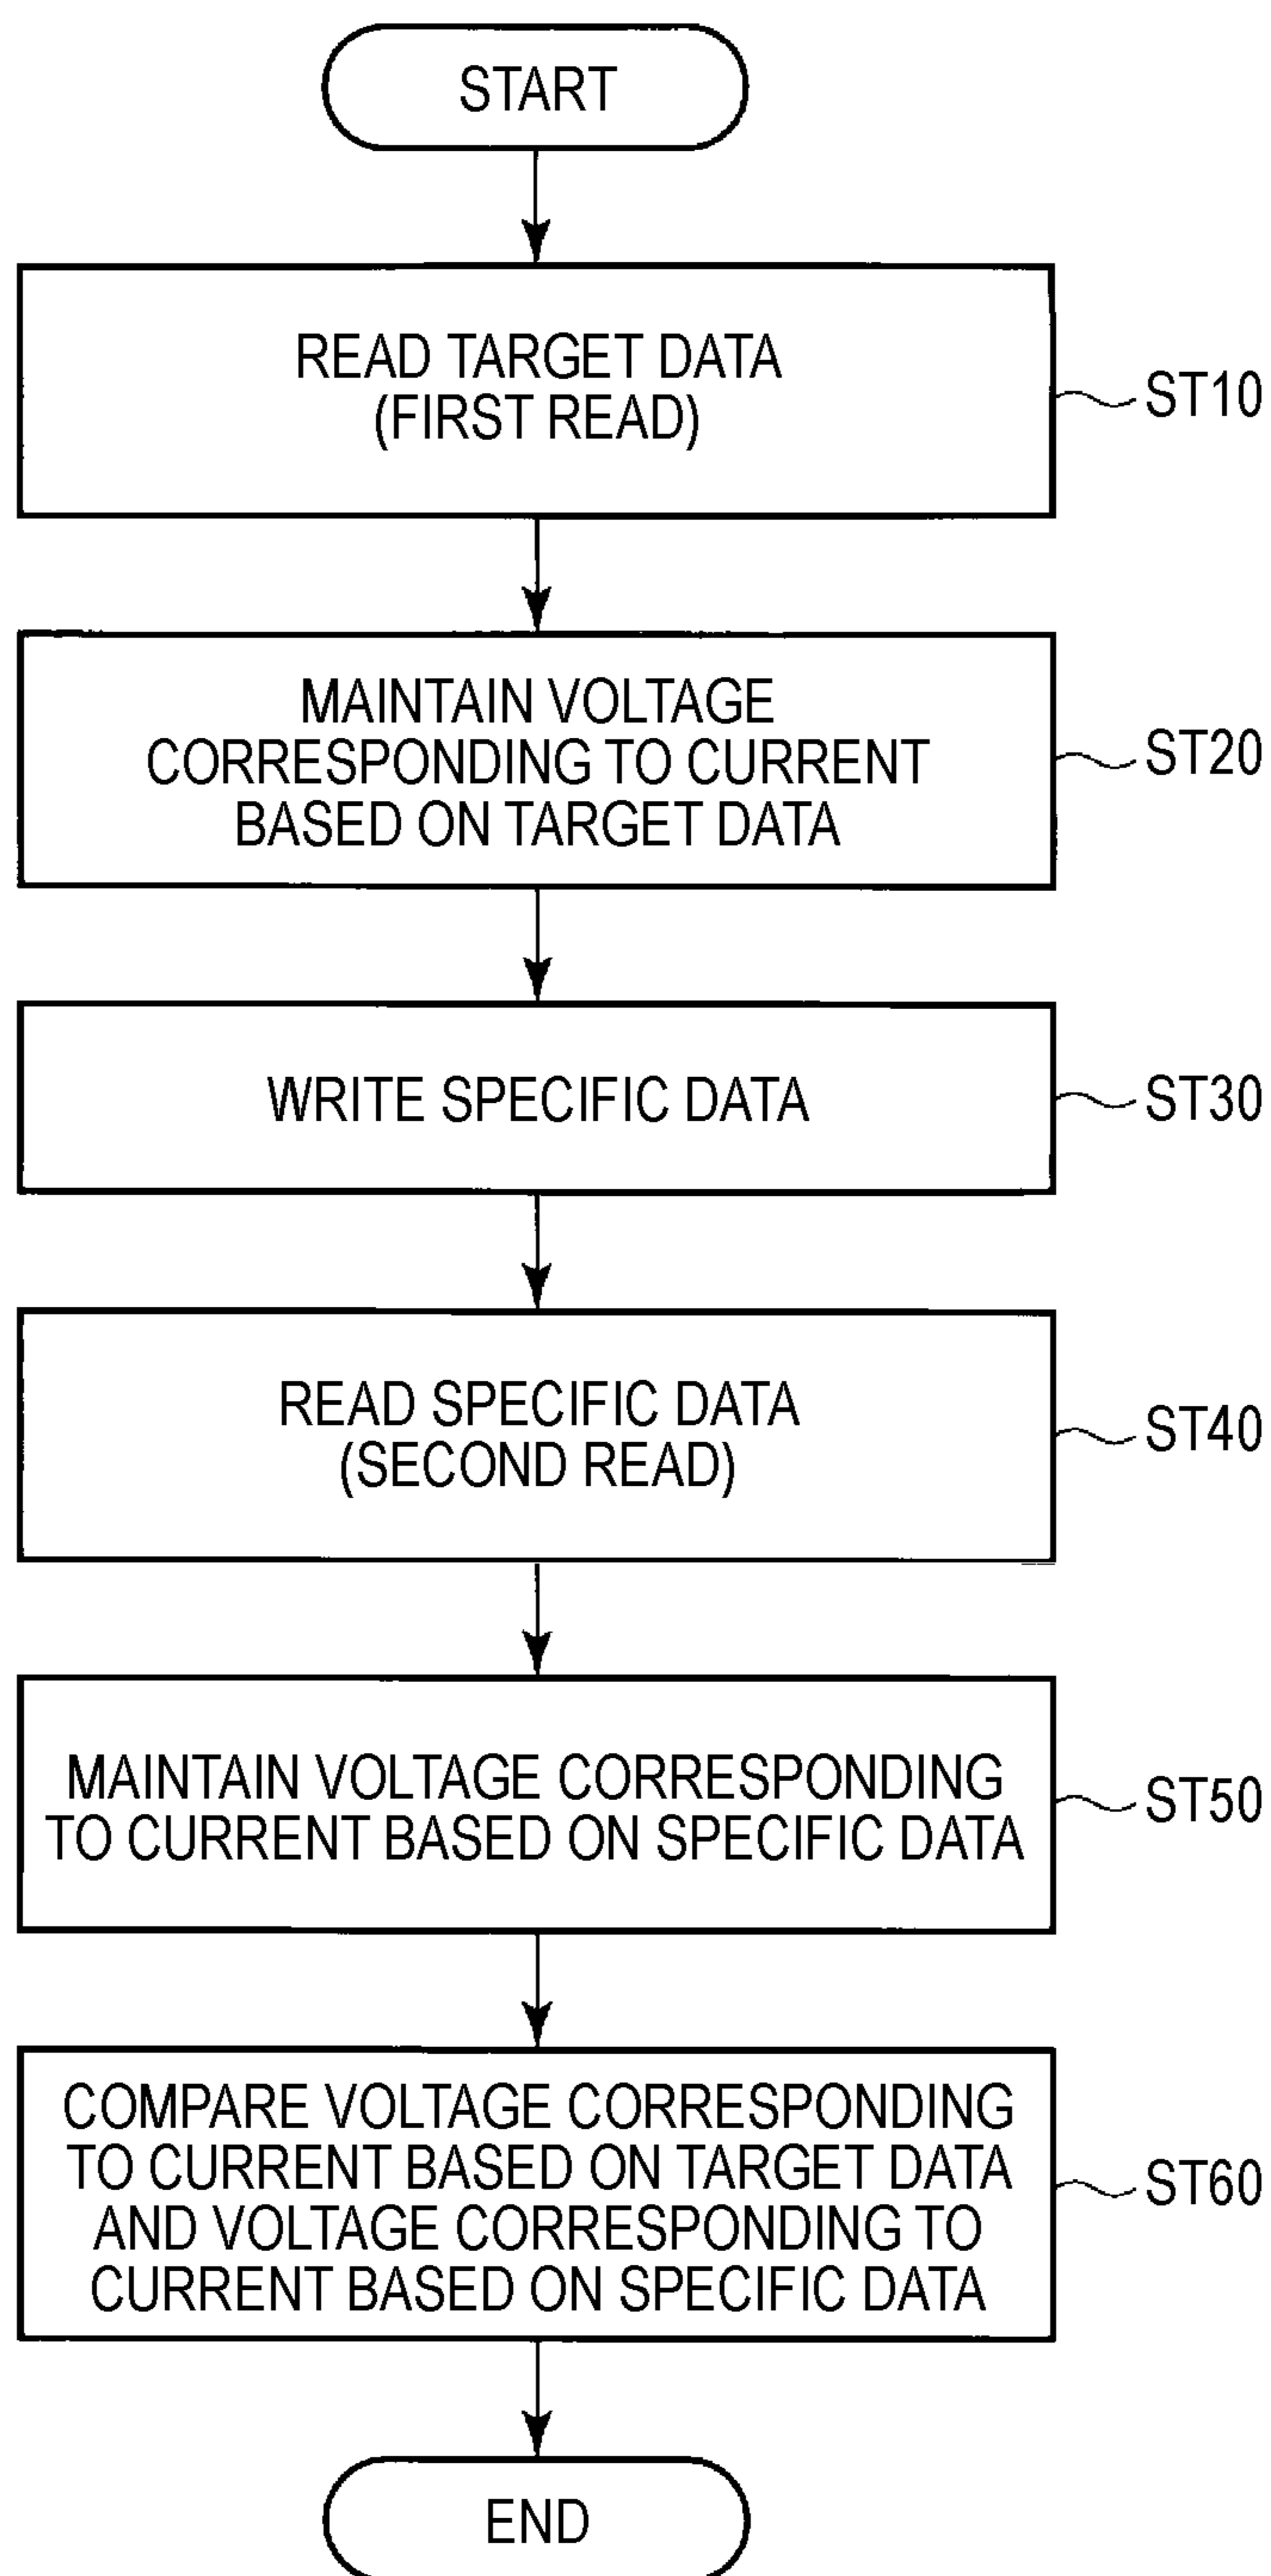 START
READ TARGET DATA
(FIRST READ)
ST10
MAINTAIN VOLTAGE
CORRESPONDING TO CURRENT
BASED ON TARGET DATA
ST20
WRITE SPECIFIC DATA
ST30
READ SPECIFIC DATA
(SECOND READ)
ST40
MAINTAIN VOLTAGE CORRESPONDING
TO CURRENT BASED ON SPECIFIC DATA
ST50
COMPARE VOLTAGE CORRESPONDING
TO CURRENT BASED ON TARGET DATA
AND VOLTAGE CORRESPONDING TO
CURRENT BASED ON SPECIFIC DATA
ST60
END